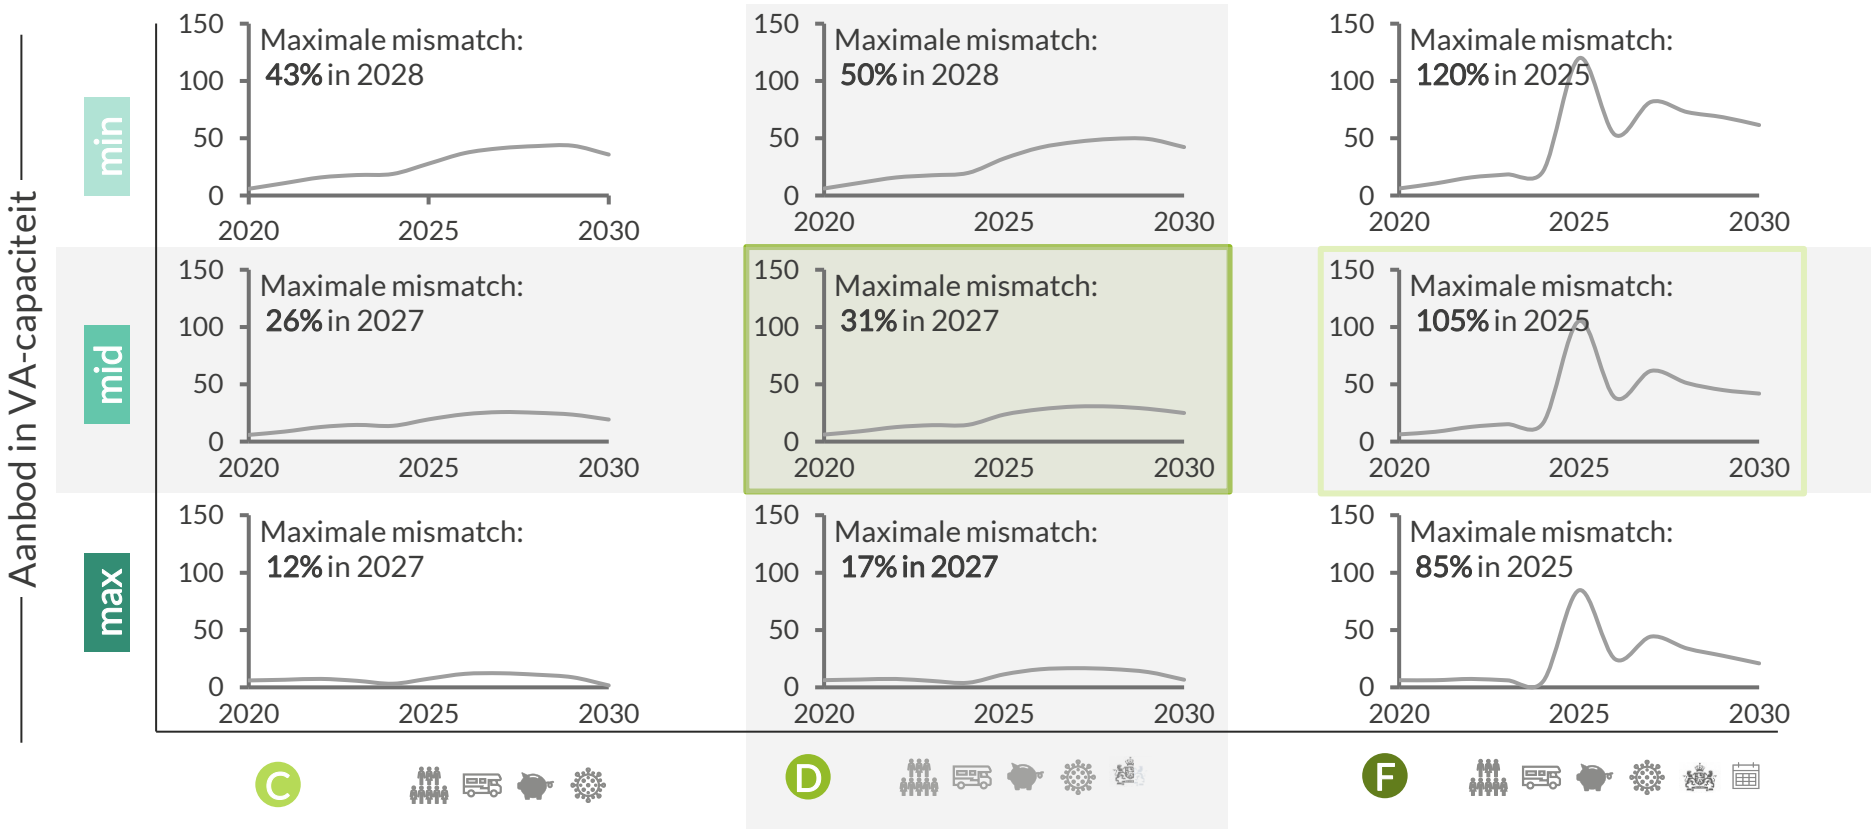 Aanbod in VA-capaciteit
min
150
Maximale mismatch:
43% in 2028
100
50
0
2020 2025 2030
150
Maximale mismatch:
50% in 2028
100
50
0
2020 2025 2030
150
Maximale mismatch:
120% in 2025
100
50
0
2020 2025 2030
mid
150
Maximale mismatch:
26% in 2027
100
50
0
2020 2025 2030
150
Maximale mismatch:
31% in 2027
100
50
0
2020 2025 2030
150
Maximale mismatch:
105% in 2025
100
50
0
2020 2025 2030
max
150
Maximale mismatch:
12% in 2027
100
50
0
2020 2025 2030
150
Maximale mismatch:
17% in 2027
100
50
0
2020 2025 2030
150
Maximale mismatch:
85% in 2025
100
50
0
2020 2025 2030
C
D
F